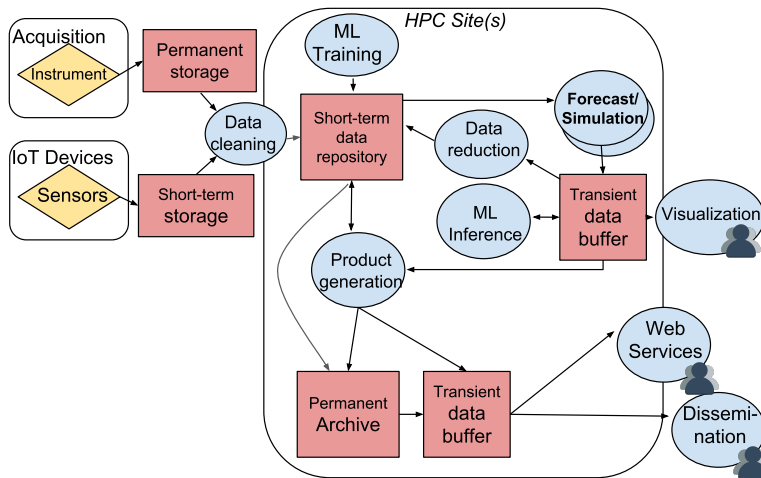 HPC Site(s)
Acquisition
Instrument
Permanent
storage
ML
Training
Data
cleaning
Short-term
data
repository
Forecast/
Simulation
Data
reduction
IoT Devices
Sensors
Short-term
storage
ML
Inference
Transient
data
buffer
Visualization
Product
generation
Permanent
Archive
Transient
data
buffer
Web
Services
Dissemi-
nation